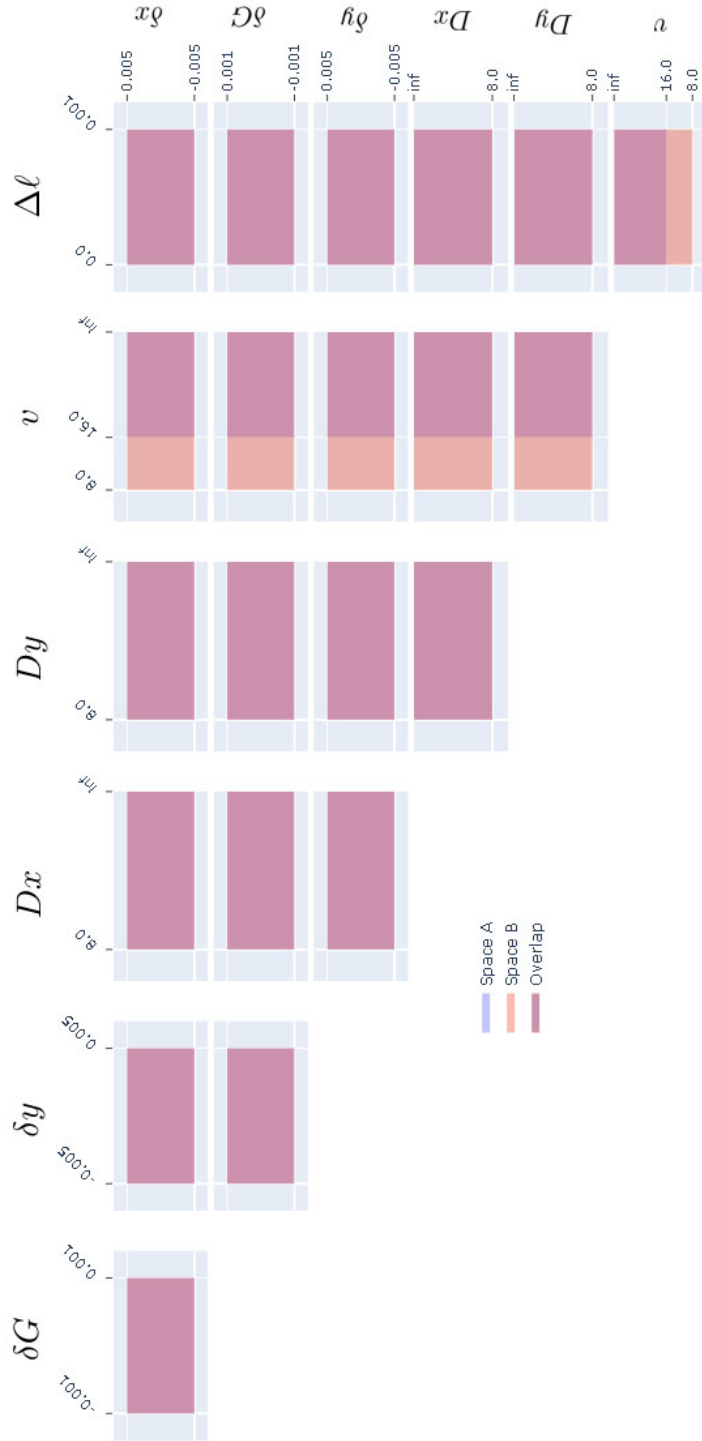 δG
δy
Dx
Dy
v
Δℓ
-0.001
0.001
-0.005
0.005
8.0
inf
8.0
inf
8.0
16.0
inf
0.0
0.001
0.005
-0.005
δx
0.001
-0.001
δG
0.005
-0.005
δy
inf
8.0
Dx
inf
8.0
Dy
inf
16.0
8.0
v
Space A
Space B
Overlap